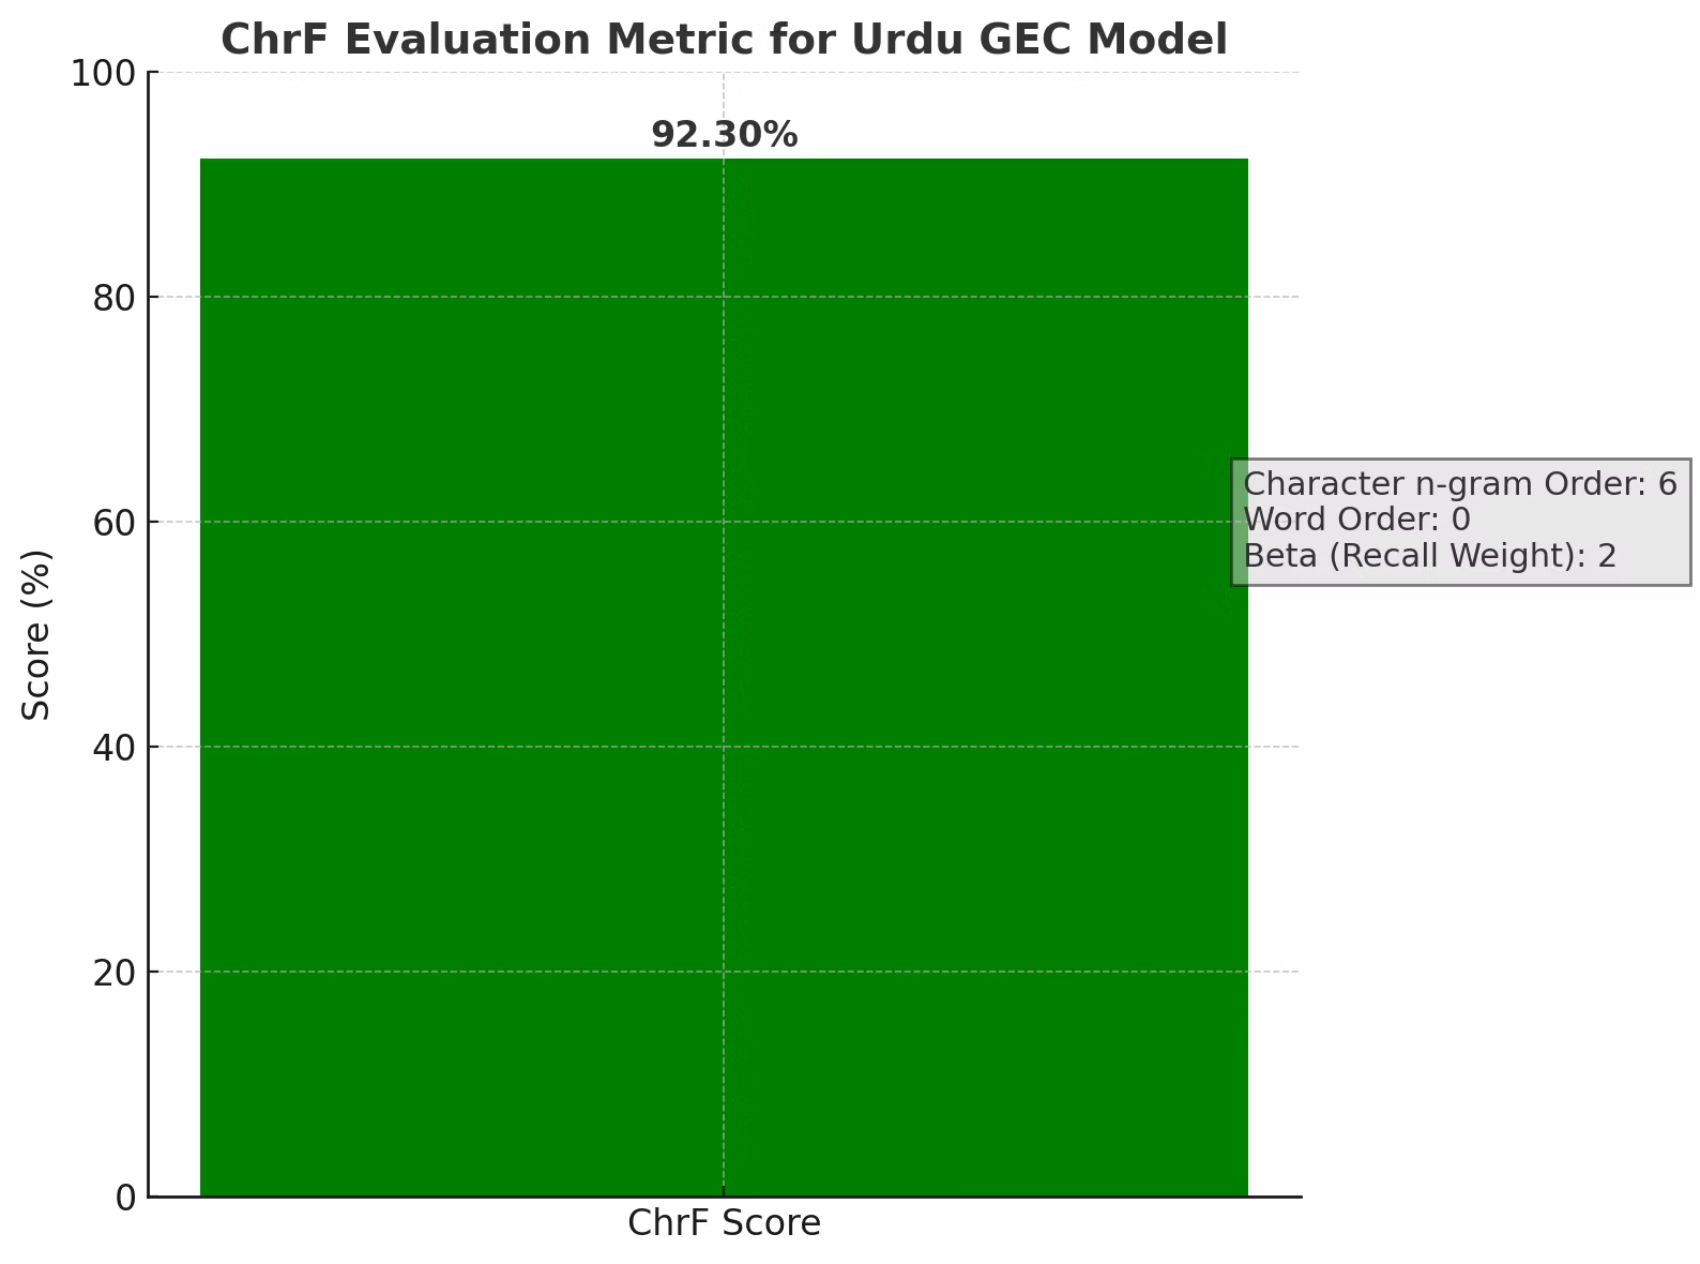 ChrF Evaluation Metric for Urdu GEC Model
100
92.30%
80
60
40
20
0
Score (%)
Character n-gram Order: 6
Word Order: 0
Beta (Recall Weight): 2
ChrF Score